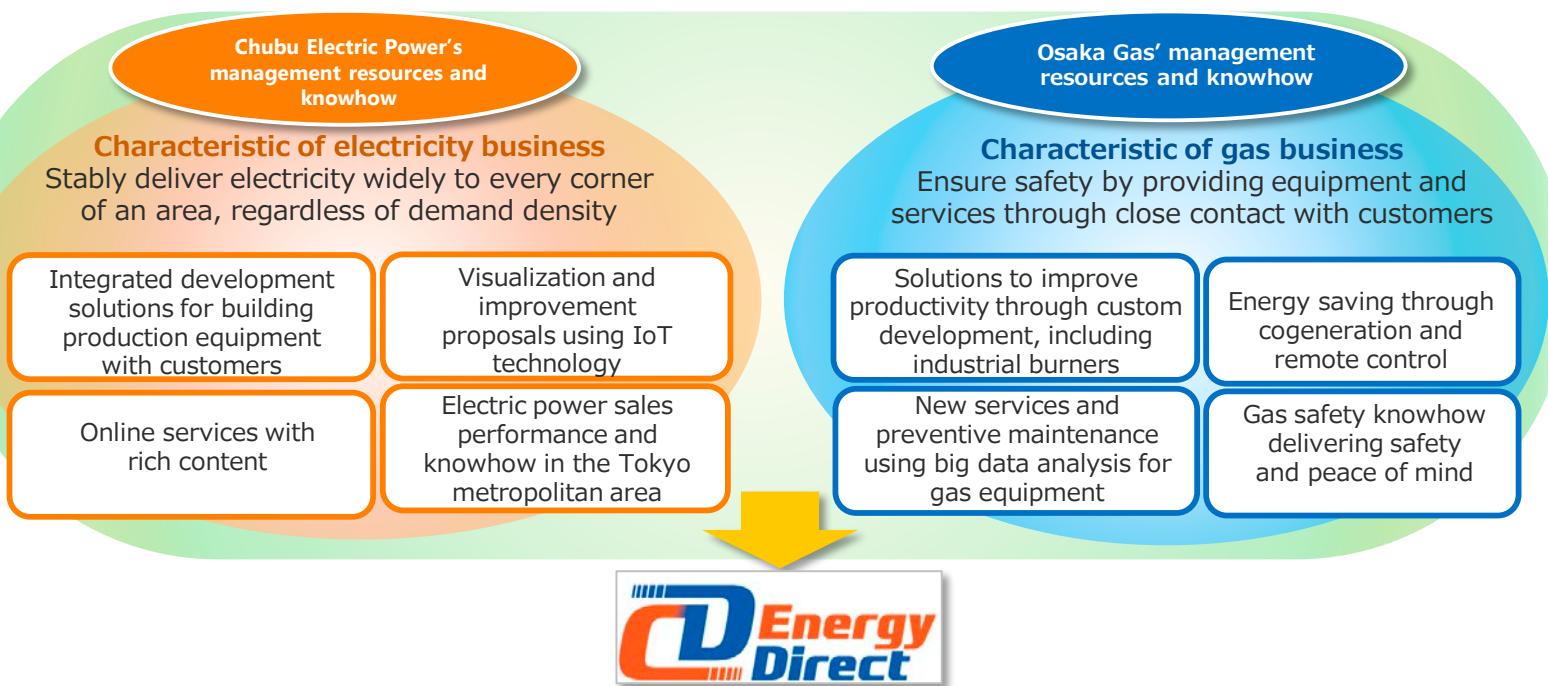 Chubu Electric Power's
management resources and
knowhow
Characteristic of electricity business
Stably deliver electricity widely to every corner
of an area, regardless of demand density
Integrated development
solutions for building
production equipment
with customers
Visualization and
improvement
proposals using IoT
technology
Online services with
rich content
Electric power sales
performance and
knowhow in the Tokyo
metropolitan area
Osaka Gas' management
resources and knowhow
Characteristic of gas business
Ensure safety by providing equipment and
services through close contact with customers
Solutions to improve
productivity through custom
development, including
industrial burners
Energy saving through
cogeneration and
remote control
New services and
preventive maintenance
using big data analysis for
gas equipment
Gas safety knowhow
delivering safety
and peace of mind
CD Energy
Direct